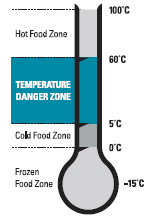 100°C
Hot Food Zone
60°C
TEMPERATURE
DANGER ZONE
5°C
Cold Food Zone
0°C
Frozen
Food Zone
-15°C